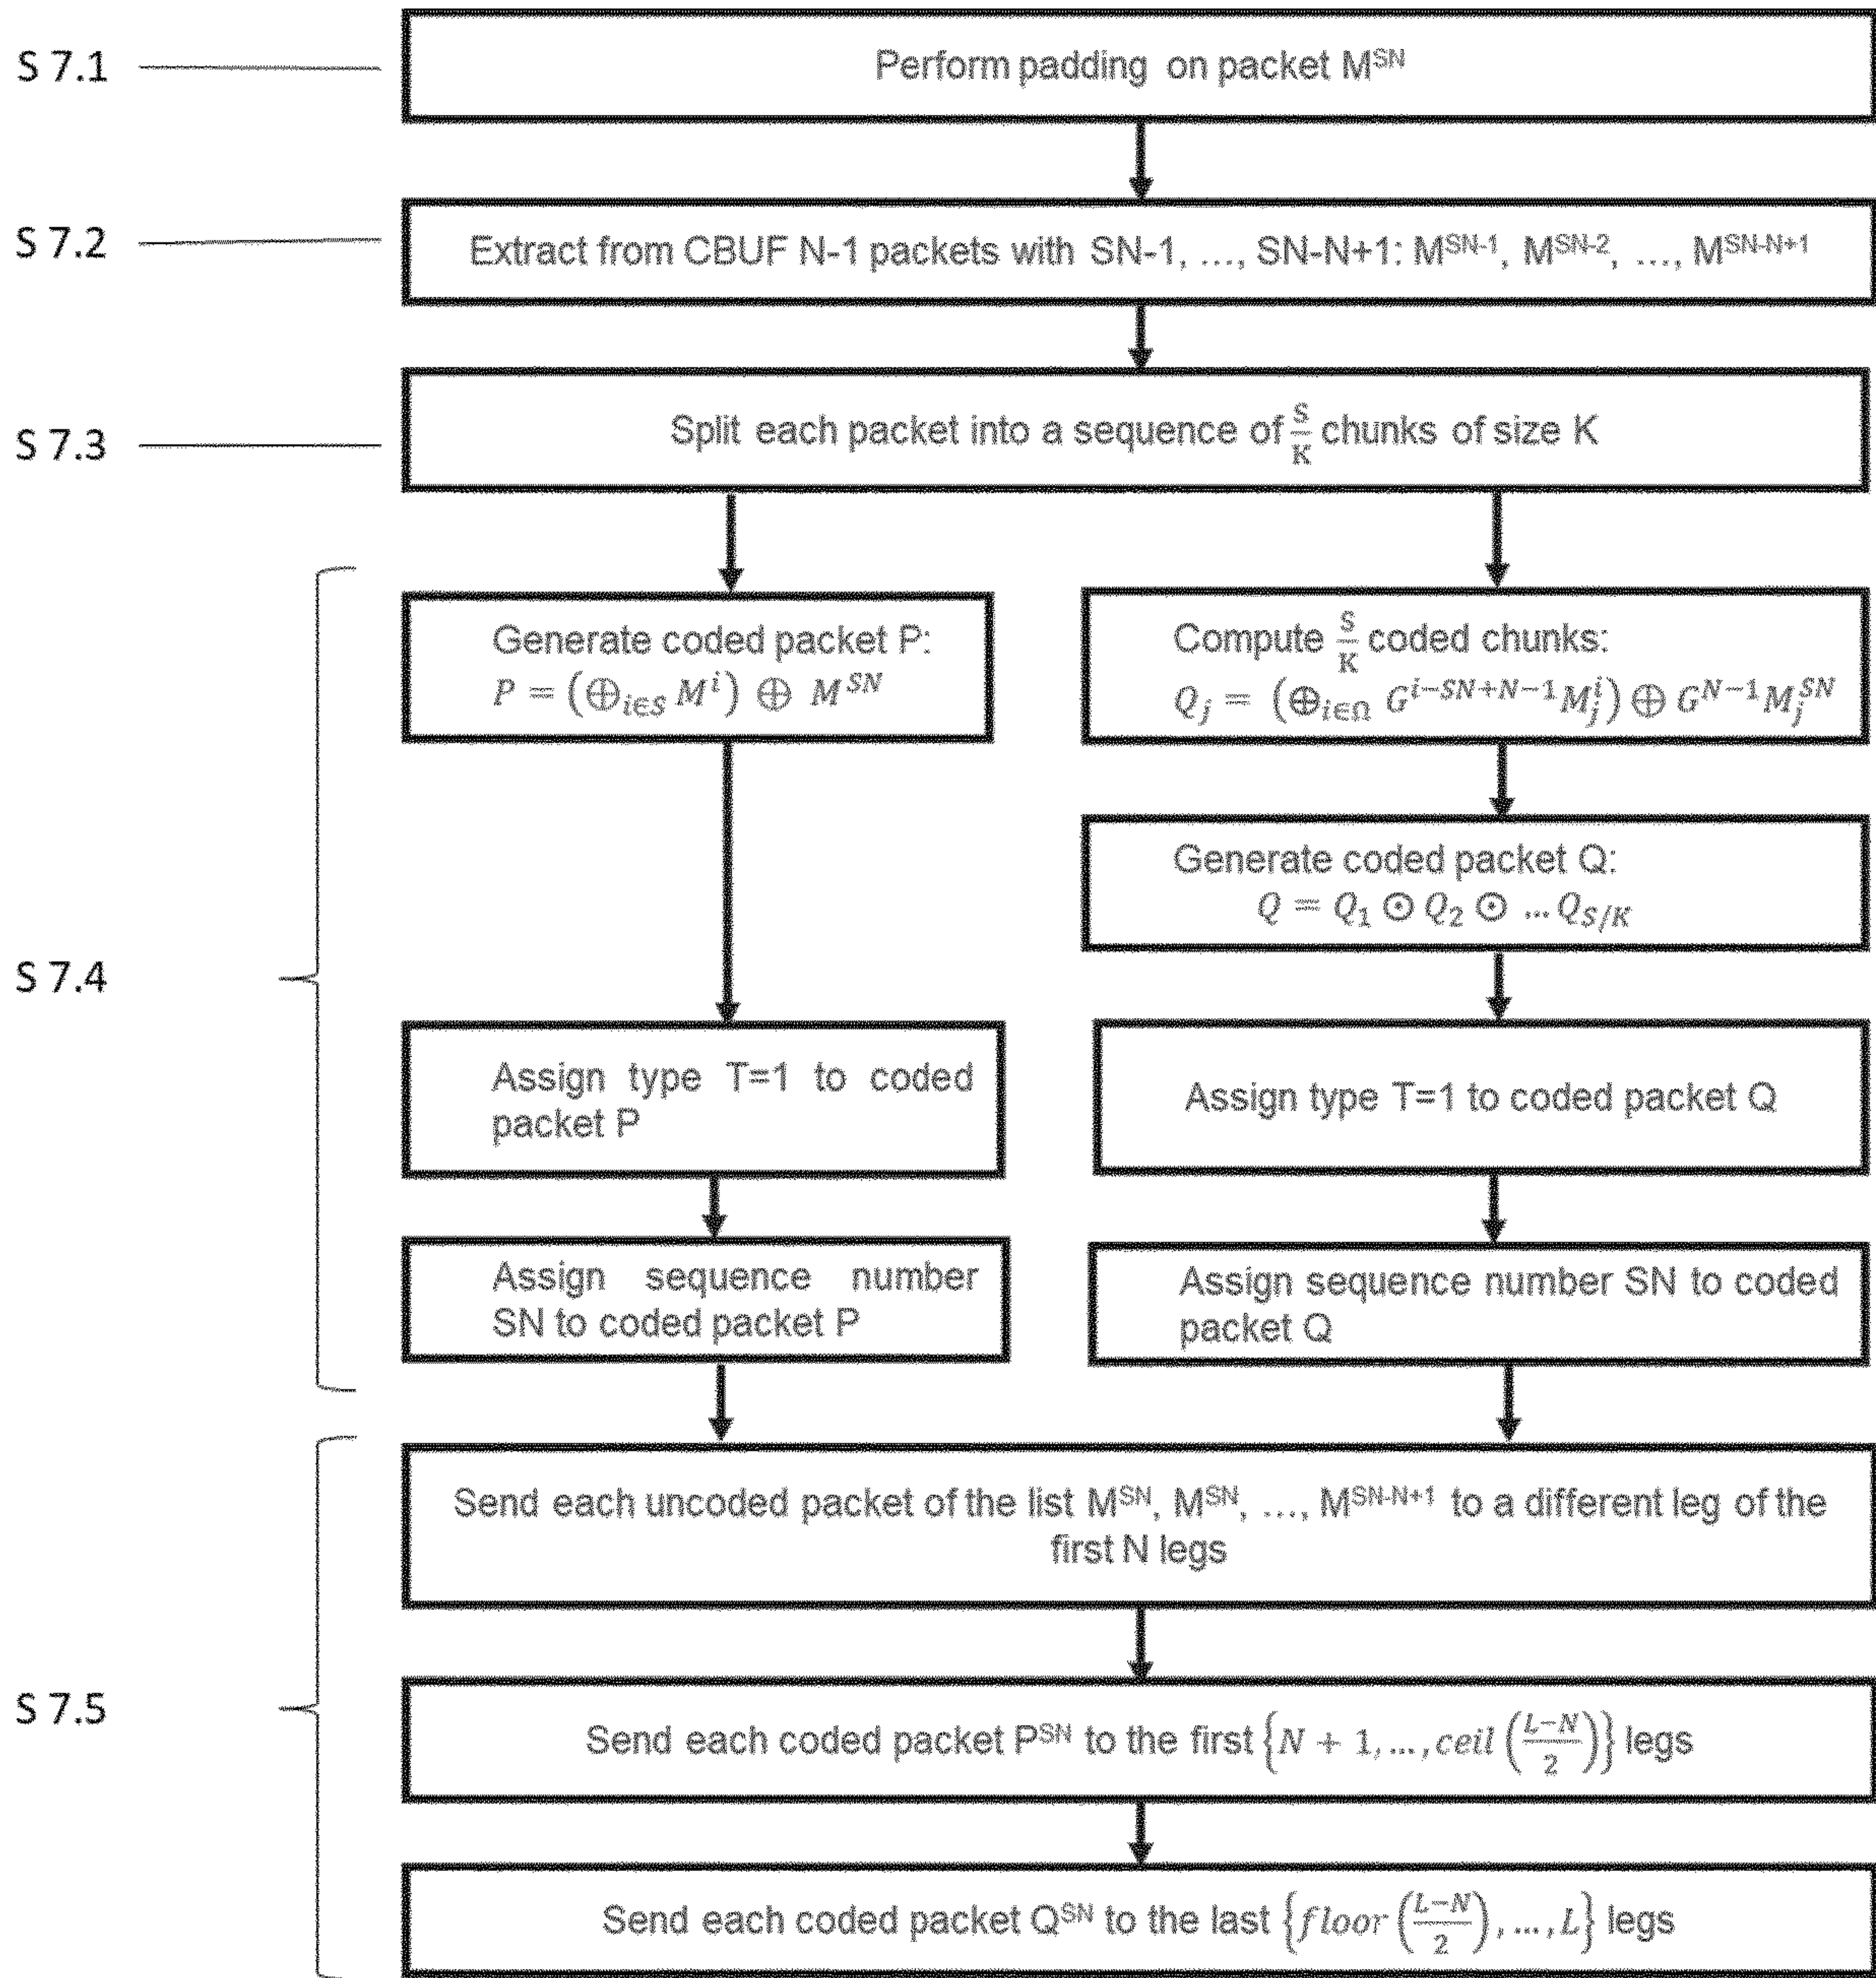 S 7.1
Perform padding on packet M^SN
S 7.2
Extract from CBUF N-1 packets with SN-1, ..., SN-N+1: M^SN-1, M^SN-2, ..., M^SN-N+1
S 7.3
Split each packet into a sequence of S/K chunks of size K
S 7.4
Generate coded packet P:
P = (⊕_i∈S M^i) ⊕ M^SN
Compute S/K coded chunks:
Q_j = (⊕_i∈Ω G^i-SN+N-1 M_j^i) ⊕ G^N-1 M_j^SN
Generate coded packet Q:
Q = Q_1 ⊙ Q_2 ⊙ ... Q_S/K
Assign type T=1 to coded
packet P
Assign type T=1 to coded packet Q
Assign sequence number
SN to coded packet P
Assign sequence number SN to coded
packet Q
S 7.5
Send each uncoded packet of the list M^SN, M^SN, ..., M^SN-N+1 to a different leg of the
first N legs
Send each coded packet P^SN to the first {N + 1, ... , ceil (L-N/2)} legs
Send each coded packet Q^SN to the last {floor (L-N/2), ... , L} legs